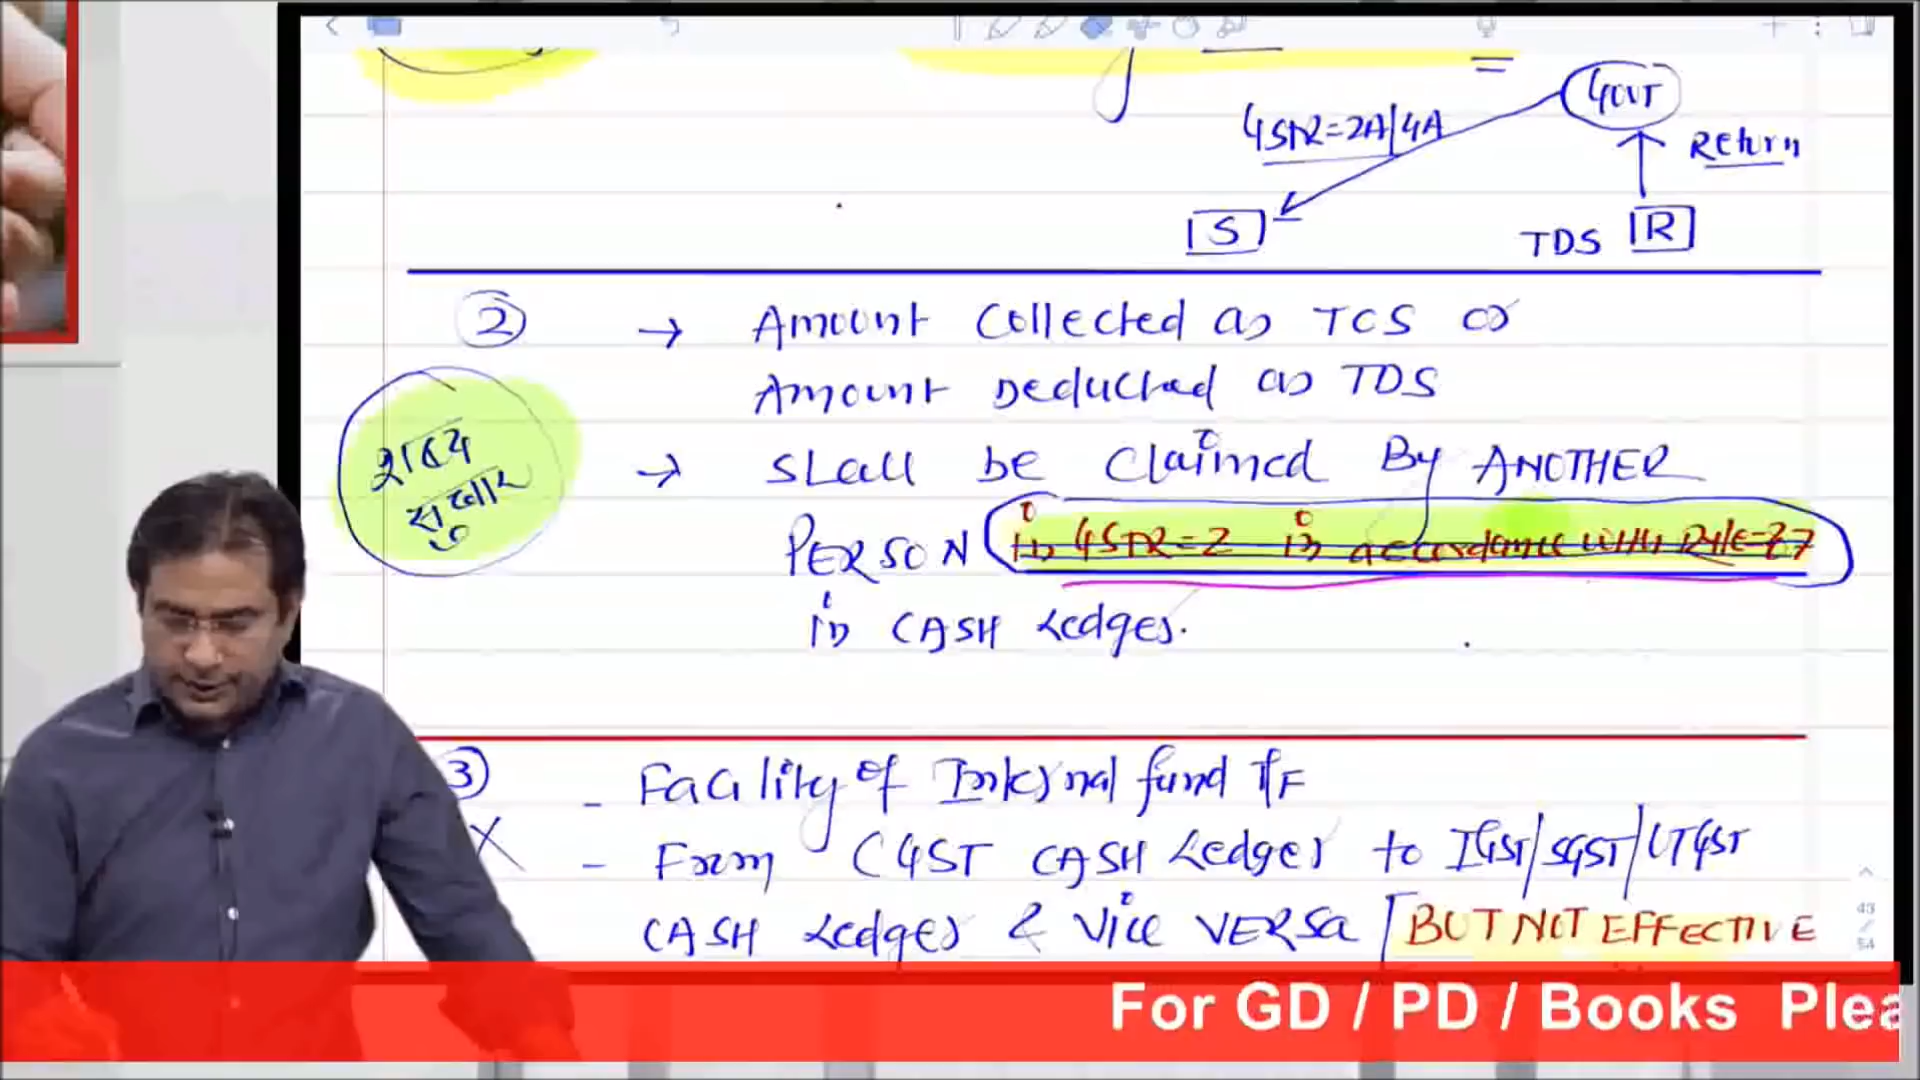 GOVT
GSTR=2A/4A
Return
S
TDS R
2 → Amount Collected as TCS or
Amount Deducted as TDS
→ Shall be Claimed By ANOTHER
PERSON in GSTR=2 in accordance with Rule=87
in CASH Ledger.
3 - Facility of Internal fund Tf
X - From CGST CASH Ledger to IGST/SGST/UTGST
CASH Ledger & Vice VERSA [BUT NOT EFFECTIVE
43
54
For GD / PD / Books Plea